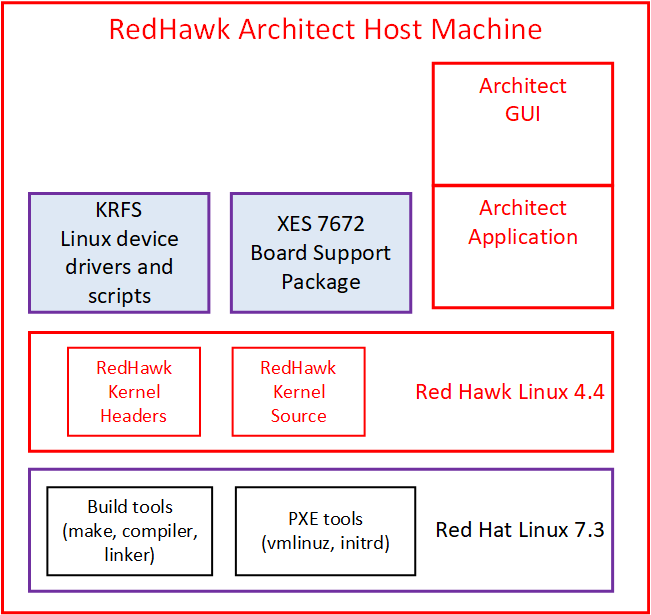 RedHawk Architect Host Machine
Architect
GUI
KRFS
Linux device
drivers and
scripts
XES 7672
Board Support
Package
Architect
Application
RedHawk
Kernel
Headers
RedHawk
Kernel
Source
Red Hawk Linux 4.4
Build tools
(make, compiler,
linker)
PXE tools
(vmlinuz, initrd)
Red Hat Linux 7.3